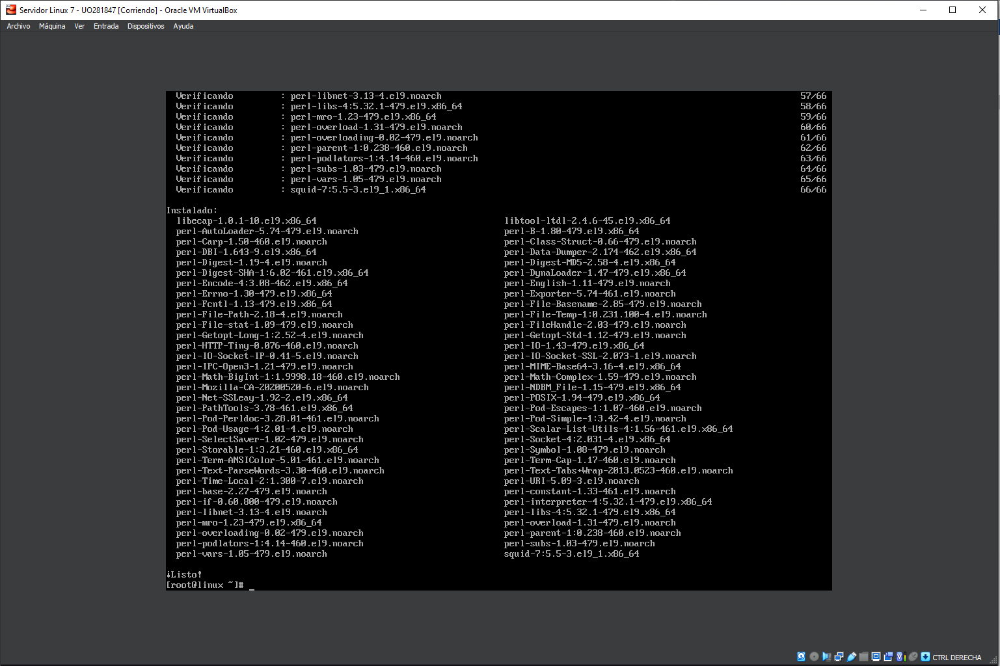 Servidor Linux 7 - UO281847 [Corriendo] - Oracle VM VirtualBox
Archivo Máquina Ver Entrada Dispositivos Ayuda
Verificando : perl-libnet-3.13-4.el9.noarch 57/66
Verificando : perl-libs-4:5.32.1-479.el9.x86_64 58/66
Verificando : perl-mro-1.23-479.el9.x86_64 59/66
Verificando : perl-overload-1.31-479.el9.noarch 60/66
Verificando : perl-overloading-0.02-479.el9.noarch 61/66
Verificando : perl-parent-1:0.238-460.el9.noarch 62/66
Verificando : perl-podlators-1:4.14-460.el9.noarch 63/66
Verificando : perl-subs-1.03-479.el9.noarch 64/66
Verificando : perl-vars-1.05-479.el9.noarch 65/66
Verificando : squid-7:5.5-3.el9_1.x86_64 66/66
Instalado:
libecap-1.0.1-10.el9.x86_64 libtool-ltdl-2.4.6-45.el9.x86_64
perl-AutoLoader-5.74-479.el9.noarch perl-B-1.80-479.el9.x86_64
perl-Carp-1.50-460.el9.noarch perl-Class-Struct-0.66-479.el9.noarch
perl-DBI-1.643-9.el9.x86_64 perl-Data-Dumper-2.174-462.el9.x86_64
perl-Digest-1.19-4.el9.noarch perl-Digest-MD5-2.58-4.el9.x86_64
perl-Digest-SHA-1:6.02-461.el9.x86_64 perl-DynaLoader-1.47-479.el9.x86_64
perl-Encode-4:3.08-462.el9.x86_64 perl-English-1.11-479.el9.noarch
perl-Errno-1.30-479.el9.x86_64 perl-Exporter-5.74-461.el9.noarch
perl-Fcntl-1.13-479.el9.x86_64 perl-File-Basename-2.85-479.el9.noarch
perl-File-Path-2.18-4.el9.noarch perl-File-Temp-1:0.231.100-4.el9.noarch
perl-File-stat-1.09-479.el9.noarch perl-FileHandle-2.03-479.el9.noarch
perl-Getopt-Long-1:2.52-4.el9.noarch perl-Getopt-Std-1.12-479.el9.noarch
perl-HTTP-Tiny-0.076-460.el9.noarch perl-IO-1.43-479.el9.x86_64
perl-IO-Socket-IP-0.41-5.el9.noarch perl-IO-Socket-SSL-2.073-1.el9.noarch
perl-IPC-Open3-1.21-479.el9.noarch perl-MIME-Base64-3.16-4.el9.x86_64
perl-Math-BigInt-1:1.9998.18-460.el9.noarch perl-Math-Complex-1.59-479.el9.noarch
perl-Mozilla-CA-20200520-6.el9.noarch perl-NDBM_File-1.15-479.el9.x86_64
perl-Net-SSLeay-1.92-2.el9.x86_64 perl-POSIX-1.94-479.el9.x86_64
perl-PathTools-3.78-461.el9.x86_64 perl-Pod-Escapes-1:1.07-460.el9.noarch
perl-Pod-Perldoc-3.28.01-461.el9.noarch perl-Pod-Simple-1:3.42-4.el9.noarch
perl-Pod-Usage-4:2.01-4.el9.noarch perl-Scalar-List-Utils-4:1.56-461.el9.x86_64
perl-SelectSaver-1.02-479.el9.noarch perl-Socket-4:2.031-4.el9.x86_64
perl-Storable-1:3.21-460.el9.x86_64 perl-Symbol-1.08-479.el9.noarch
perl-Term-ANSIColor-5.01-461.el9.noarch perl-Term-Cap-1.17-460.el9.noarch
perl-Text-ParseWords-3.30-460.el9.noarch perl-Text-Tabs+Wrap-2013.0523-460.el9.noarch
perl-Time-Local-2:1.300-7.el9.noarch perl-URI-5.09-3.el9.noarch
perl-base-2.27-479.el9.noarch perl-constant-1.33-461.el9.noarch
perl-if-0.60.800-479.el9.noarch perl-interpreter-4:5.32.1-479.el9.x86_64
perl-libnet-3.13-4.el9.noarch perl-libs-4:5.32.1-479.el9.x86_64
perl-mro-1.23-479.el9.x86_64 perl-overload-1.31-479.el9.noarch
perl-overloading-0.02-479.el9.noarch perl-parent-1:0.238-460.el9.noarch
perl-podlators-1:4.14-460.el9.noarch perl-subs-1.03-479.el9.noarch
perl-vars-1.05-479.el9.noarch squid-7:5.5-3.el9_1.x86_64
¡Listo!
[root@linux ~]# _
CTRL DERECHA